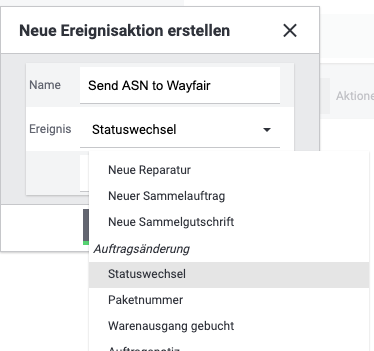 Neue Ereignisaktion erstellen
Aktione
Name
Send ASN to Wayfair
Ereignis
Statuswechsel
Neue Reparatur
Neuer Sammelauftrag
Neue Sammelgutschrift
Auftragsänderung
Statuswechsel
Paketnummer
Warenausgang gebucht
Auftragsnotiz